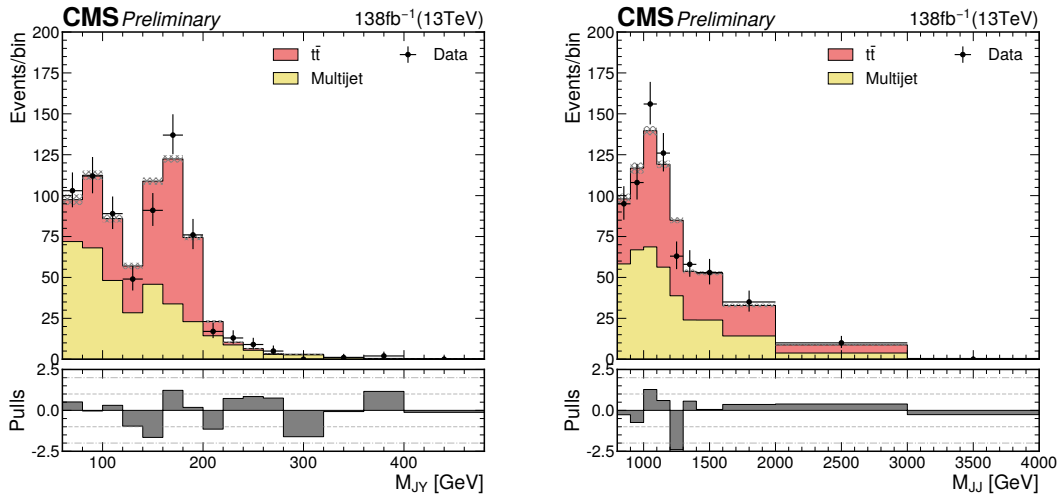 CMS Preliminary 138fb⁻¹(13TeV)
Events/bin
200
175
150
125
100
75
50
25
0
tt̄
Multijet
Data
Pulls
2.5
0.0
-2.5
100 200 300 400
M_JY [GeV]
CMS Preliminary 138fb⁻¹(13TeV)
Events/bin
200
175
150
125
100
75
50
25
0
tt̄
Multijet
Data
Pulls
2.5
0.0
-2.5
1000 1500 2000 2500 3000 3500 4000
M_JJ [GeV]